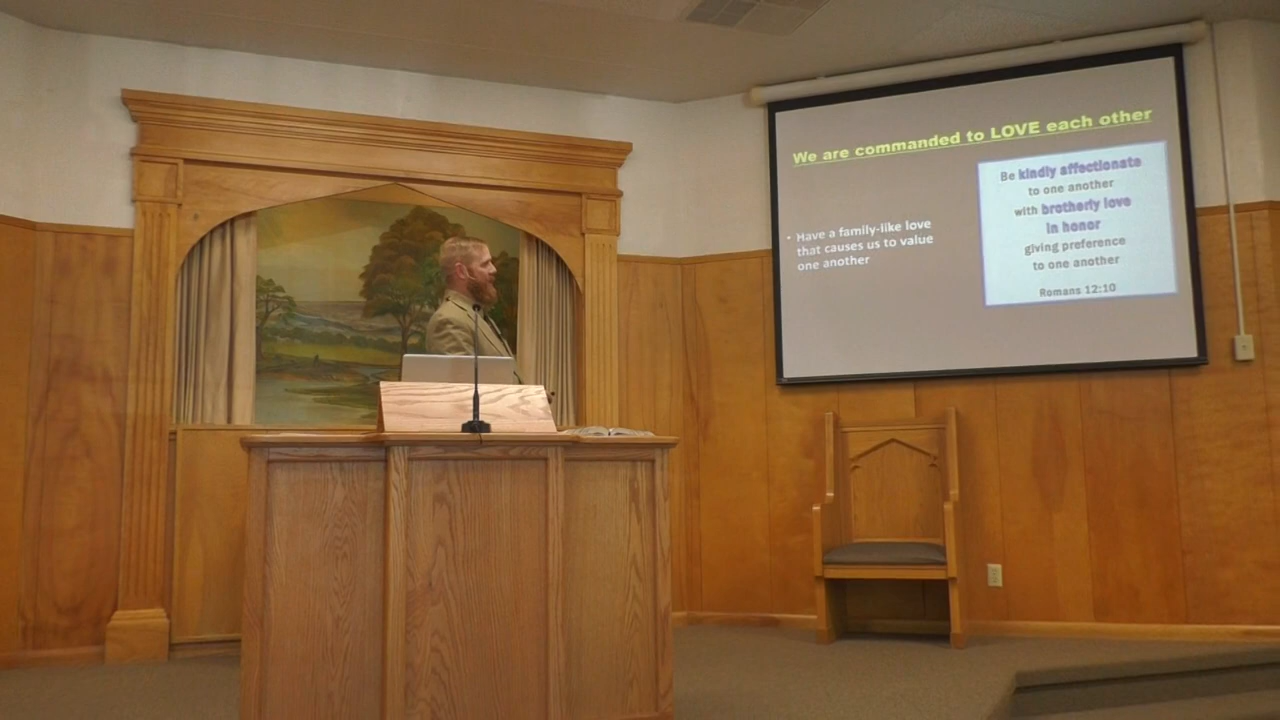 We are commanded to LOVE each other
• Have a family-like love
that causes us to value
one another
Be kindly affectionate
to one another
with brotherly love
in honor
giving preference
to one another
Romans 12:10